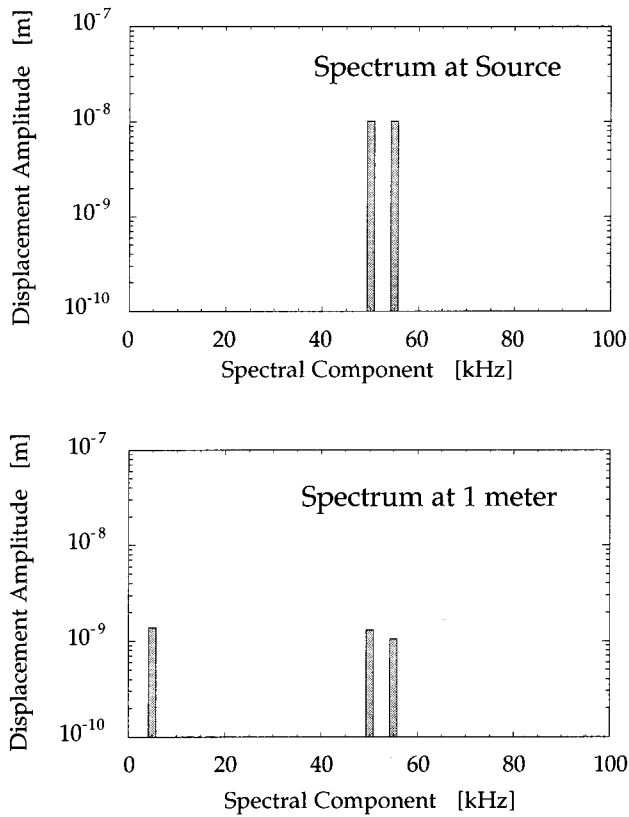 10^-7
Displacement Amplitude [m]
Spectrum at Source
10^-8
10^-9
10^-10
0 20 40 60 80 100
Spectral Component [kHz]
10^-7
Displacement Amplitude [m]
Spectrum at 1 meter
10^-8
10^-9
10^-10
0 20 40 60 80 100
Spectral Component [kHz]